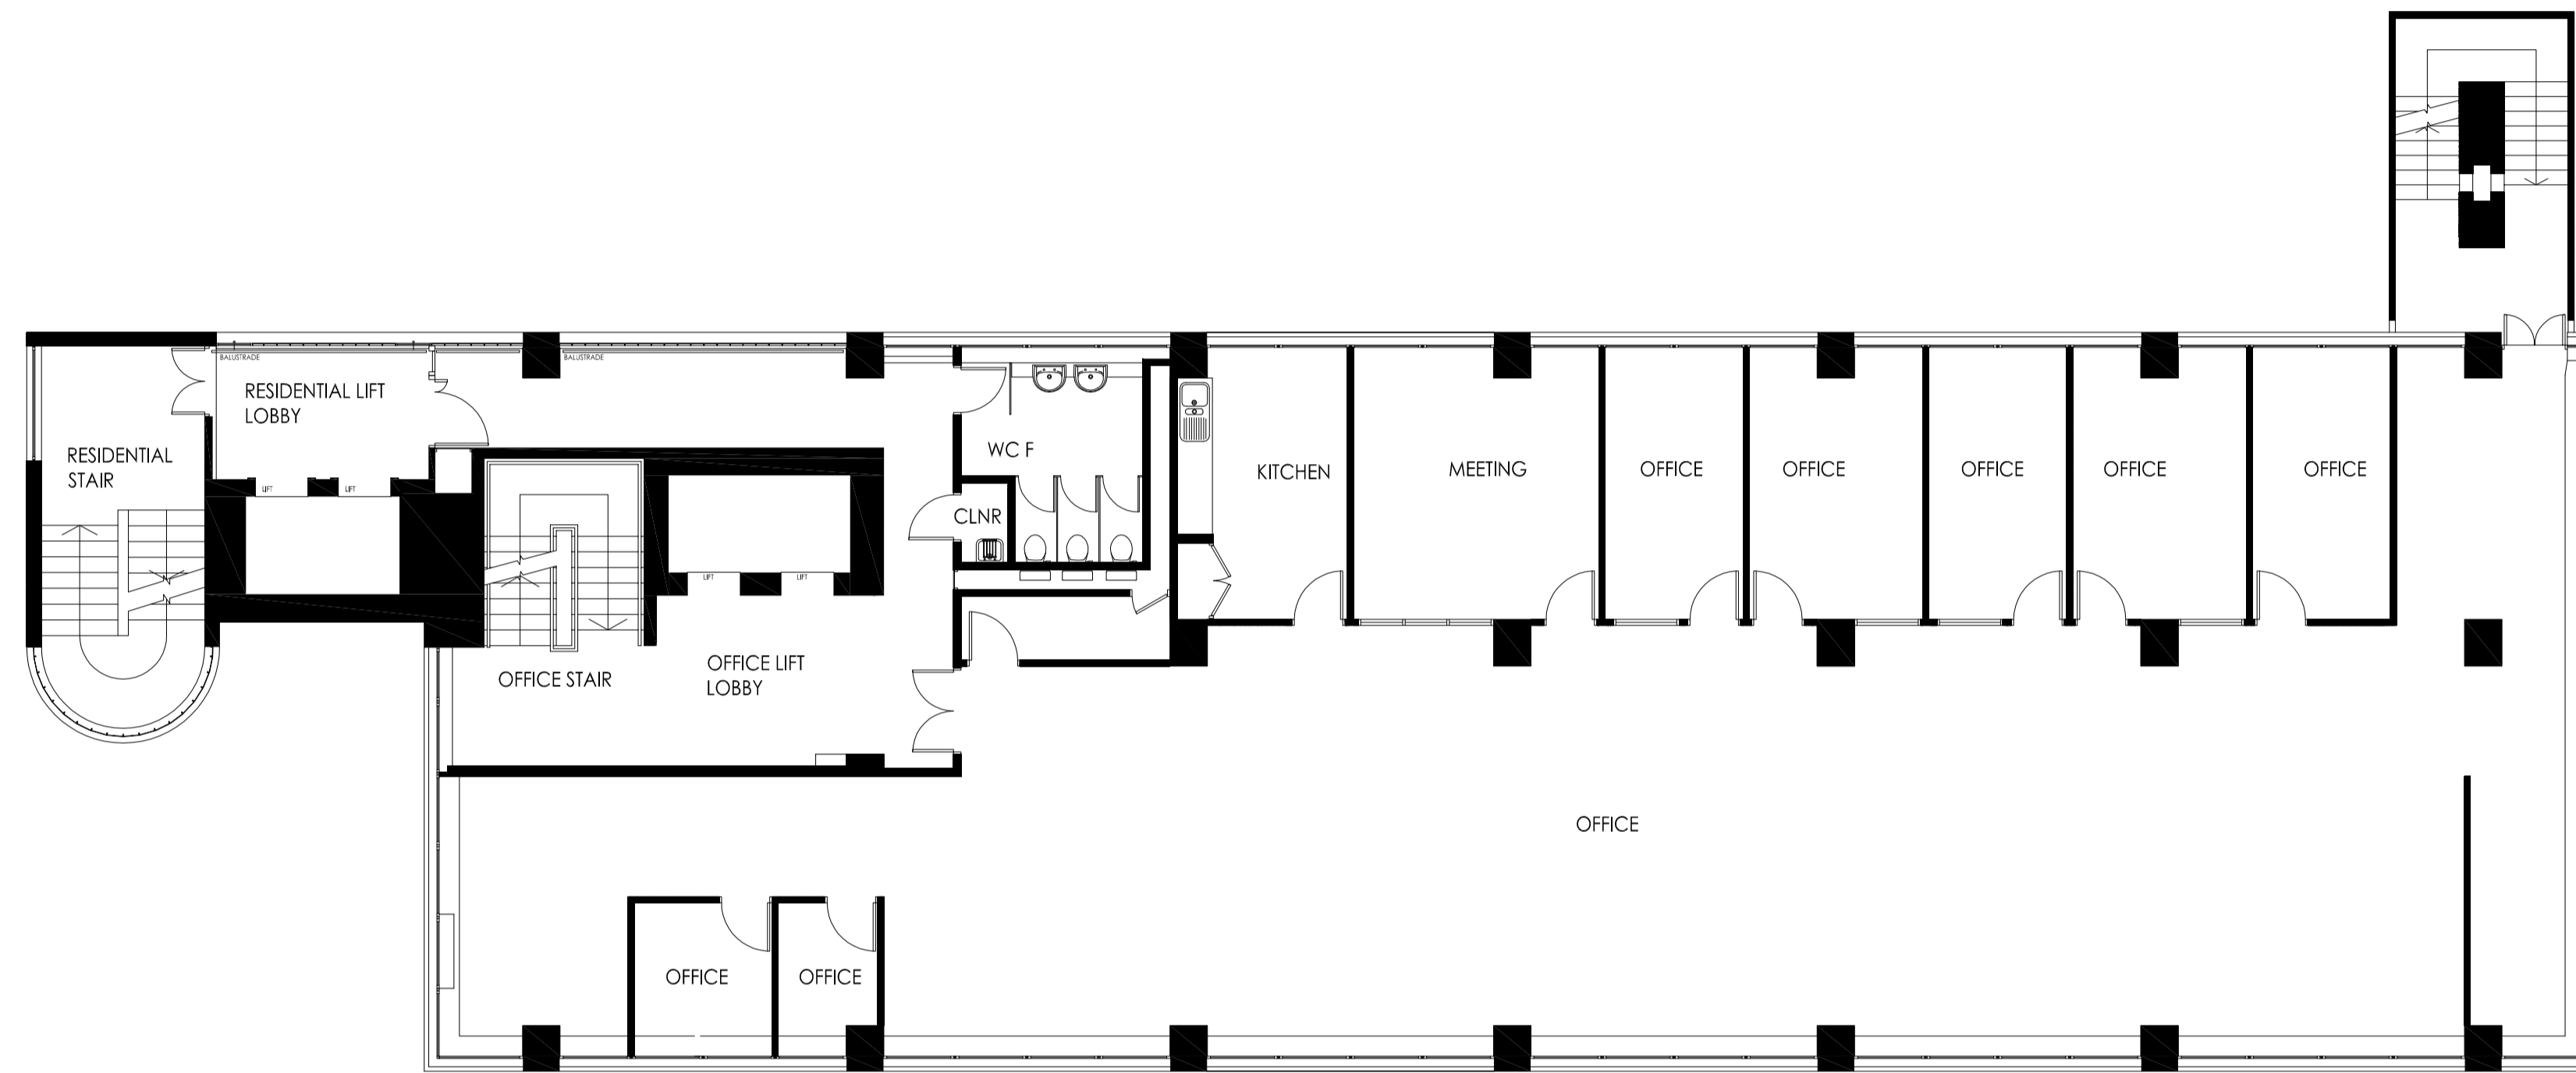 BALUSTRADE
BALUSTRADE
RESIDENTIAL LIFT
LOBBY
RESIDENTIAL
STAIR
WC F
KITCHEN
MEETING
OFFICE
OFFICE
OFFICE
OFFICE
OFFICE
LIFT
LIFT
CLNR
LIFT
LIFT
OFFICE STAIR
OFFICE LIFT
LOBBY
OFFICE
OFFICE
OFFICE